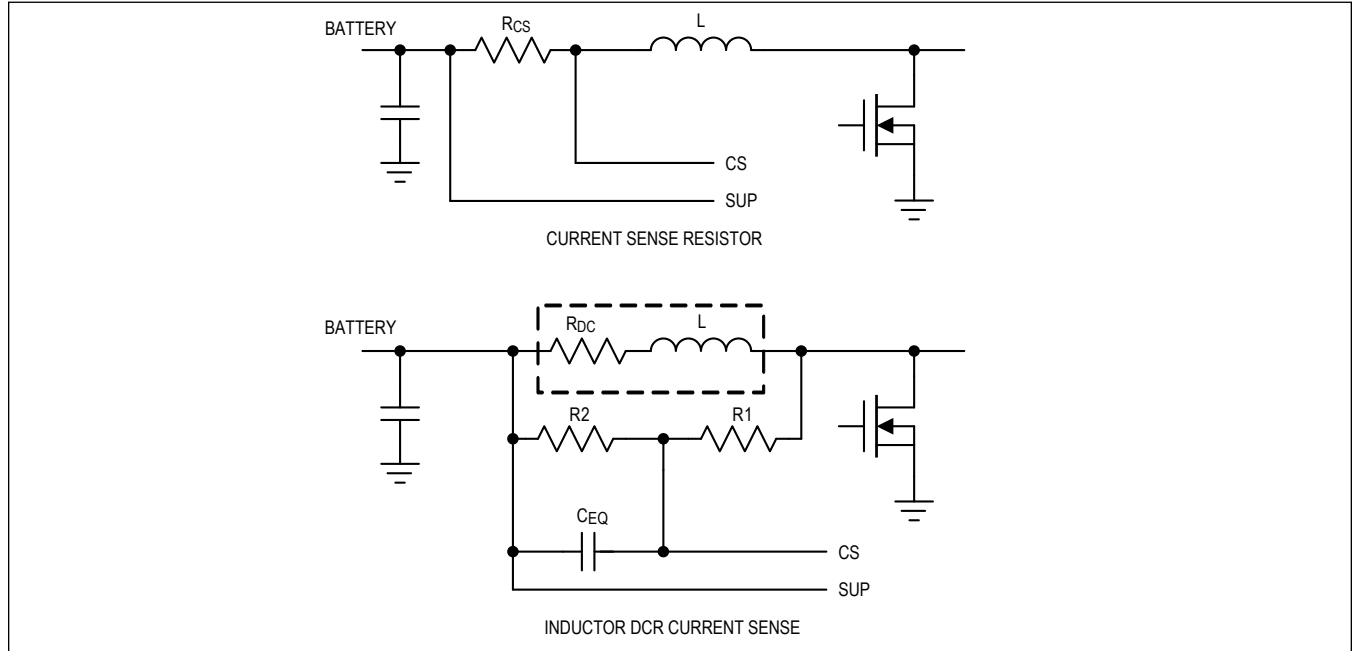 BATTERY
RCS
L
CS
SUP
CURRENT SENSE RESISTOR
BATTERY
RDC
L
R2
R1
CEQ
CS
SUP
INDUCTOR DCR CURRENT SENSE